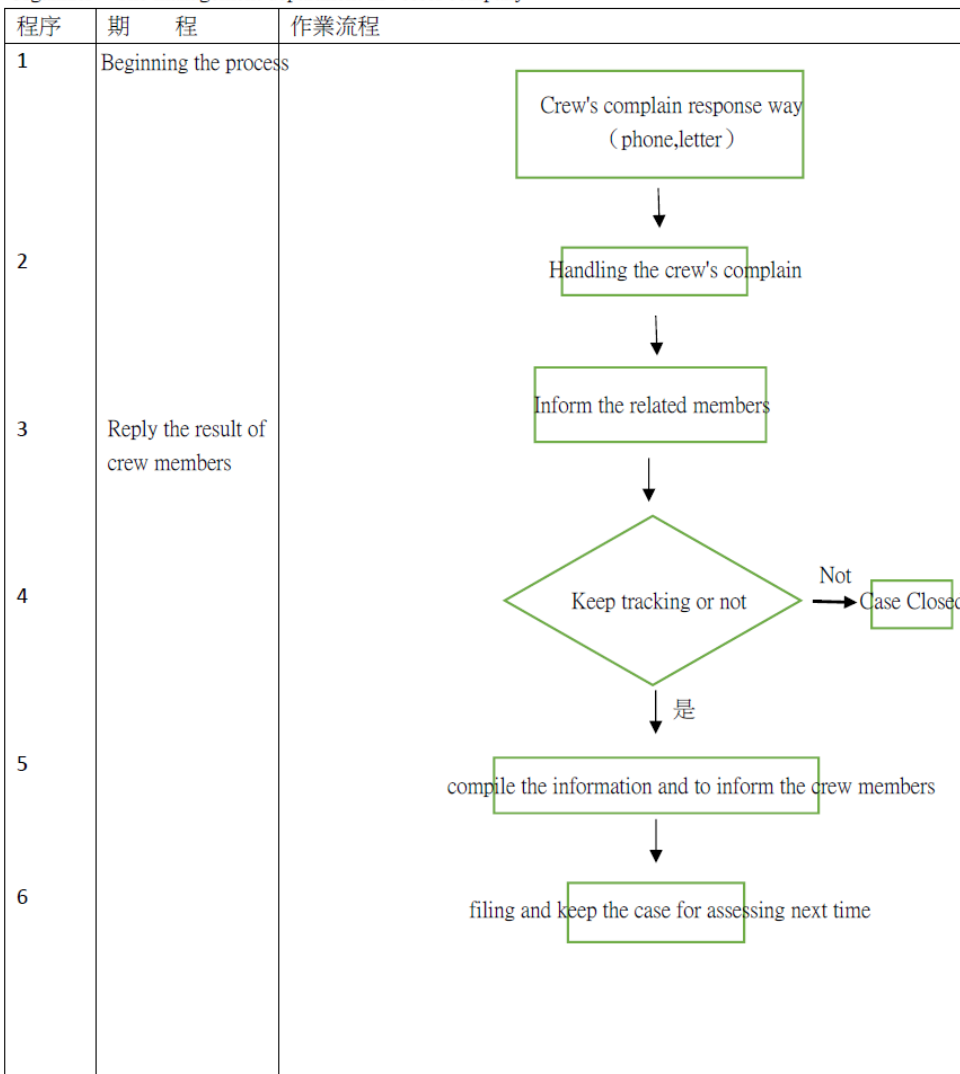 程序 期 程 作業流程
1 Beginning the process
Crew's complain response way
（phone,letter）
2 Handling the crew's complain
Inform the related members
3 Reply the result of
crew members
Not
4 Keep tracking or not Case Closed
是
5 compile the information and to inform the crew members
6 filing and keep the case for assessing next time